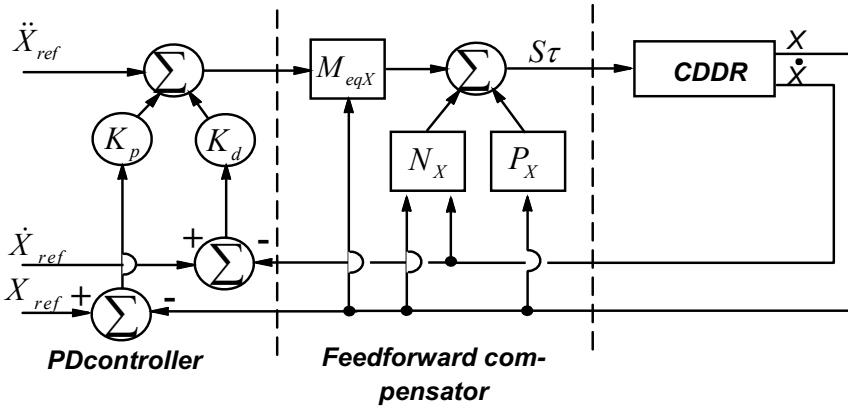 Ẍ_ref
Σ
M_eqX
Σ
Sτ
CDDR
X
Ẋ
K_p
K_d
N_X
P_X
Ẋ_ref
+
Σ
-
X_ref
+
Σ
-
PDcontroller
Feedforward com-
pensator